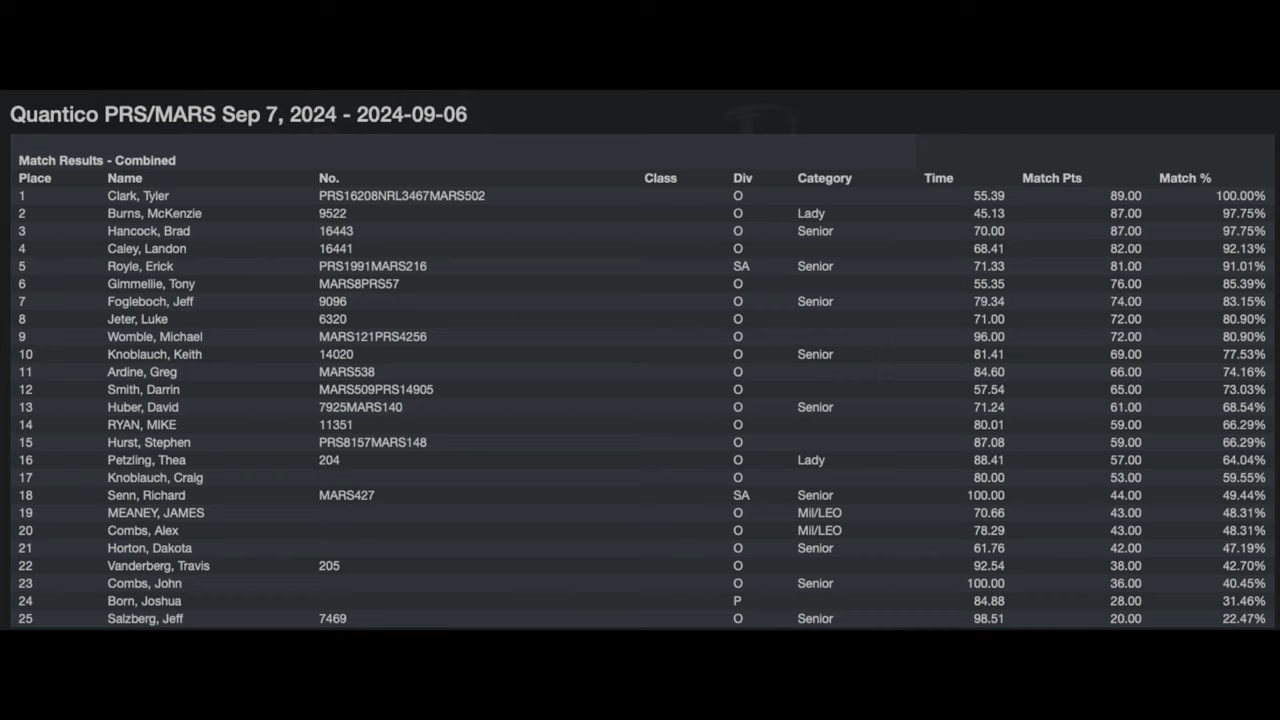 Quantico PRS/MARS Sep 7, 2024 - 2024-09-06
Match Results - Combined
Place Name No. Class Div Category Time Match Pts Match %
1 Clark, Tyler PRS16208NRL3467MARS502 O 55.39 89.00 100.00%
2 Burns, McKenzie 9522 O Lady 45.13 87.00 97.75%
3 Hancock, Brad 16443 O Senior 70.00 87.00 97.75%
4 Caley, Landon 16441 O 68.41 82.00 92.13%
5 Royle, Erick PRS1991MARS216 SA Senior 71.33 81.00 91.01%
6 Gimmellie, Tony MARS8PRS57 O 55.35 76.00 85.39%
7 Fogleboch, Jeff 9096 O Senior 79.34 74.00 83.15%
8 Jeter, Luke 6320 O 71.00 72.00 80.90%
9 Womble, Michael MARS121PRS4256 O 96.00 72.00 80.90%
10 Knoblauch, Keith 14020 O Senior 81.41 69.00 77.53%
11 Ardine, Greg MARS538 O 84.60 66.00 74.16%
12 Smith, Darrin MARS509PRS14905 O 57.54 65.00 73.03%
13 Huber, David 7925MARS140 O Senior 71.24 61.00 68.54%
14 RYAN, MIKE 11351 O 80.01 59.00 66.29%
15 Hurst, Stephen PRS8157MARS148 O 87.08 59.00 66.29%
16 Petzling, Thea 204 O Lady 88.41 57.00 64.04%
17 Knoblauch, Craig O 80.00 53.00 59.55%
18 Senn, Richard MARS427 SA Senior 100.00 44.00 49.44%
19 MEANEY, JAMES O Mil/LEO 70.66 43.00 48.31%
20 Combs, Alex O Mil/LEO 78.29 43.00 48.31%
21 Horton, Dakota O Senior 61.76 42.00 47.19%
22 Vanderberg, Travis 205 O 92.54 38.00 42.70%
23 Combs, John O Senior 100.00 36.00 40.45%
24 Born, Joshua P 84.88 28.00 31.46%
25 Salzberg, Jeff 7469 O Senior 98.51 20.00 22.47%